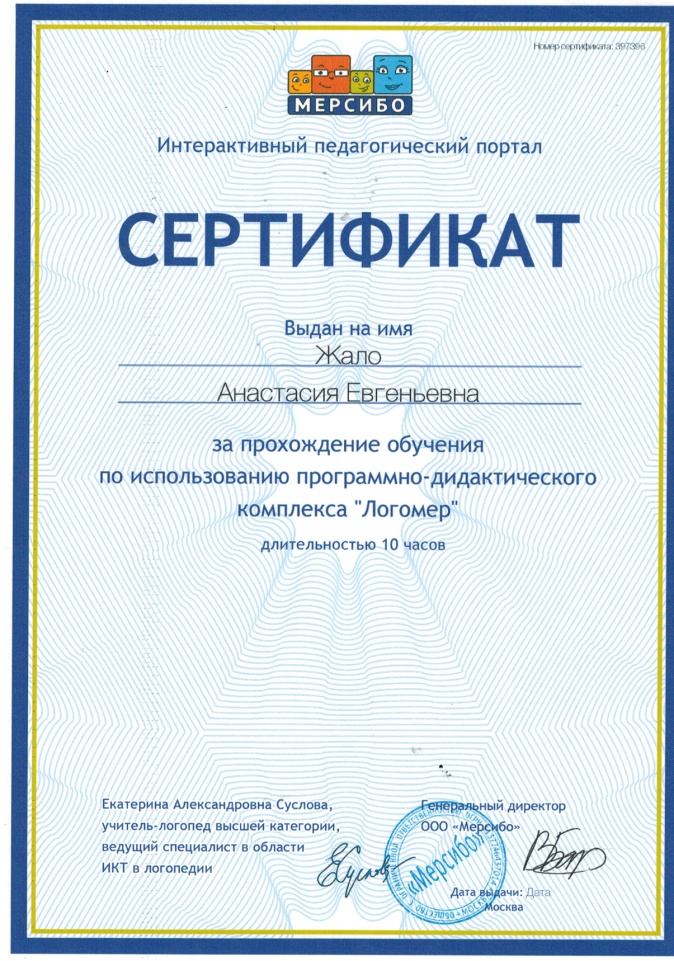 Номер сертификата: 397396
МЕРСИБО
Интерактивный педагогический портал
СЕРТИФИКАТ
Выдан на имя
Жало
Анастасия Евгеньевна
за прохождение обучения
по использованию программно-дидактического
комплекса "Логомер"
длительностью 10 часов
Екатерина Александровна Суслова,
учитель-логопед высшей категории,
ведущий специалист в области
ИКТ в логопедии
Генеральный директор
ООО «Мерсибо»
«Мерсибо»
Дата выдачи: Дата
Москва